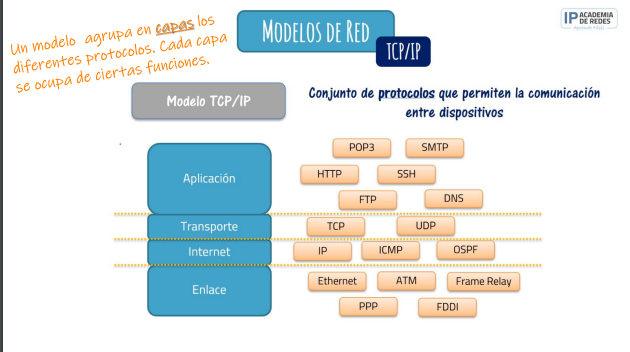 Un modelo agrupa en capas los
diferentes protocolos. Cada capa
se ocupa de ciertas funciones.
MODELOS DE RED
TCP/IP
IP ACADEMIA
DE REDES
Aprende Fácil
Modelo TCP/IP
Conjunto de protocolos que permiten la comunicación
entre dispositivos
Aplicación
POP3 SMTP
HTTP SSH
FTP DNS
Transporte
TCP UDP
Internet
IP ICMP OSPF
Enlace
Ethernet ATM Frame Relay
PPP FDDI